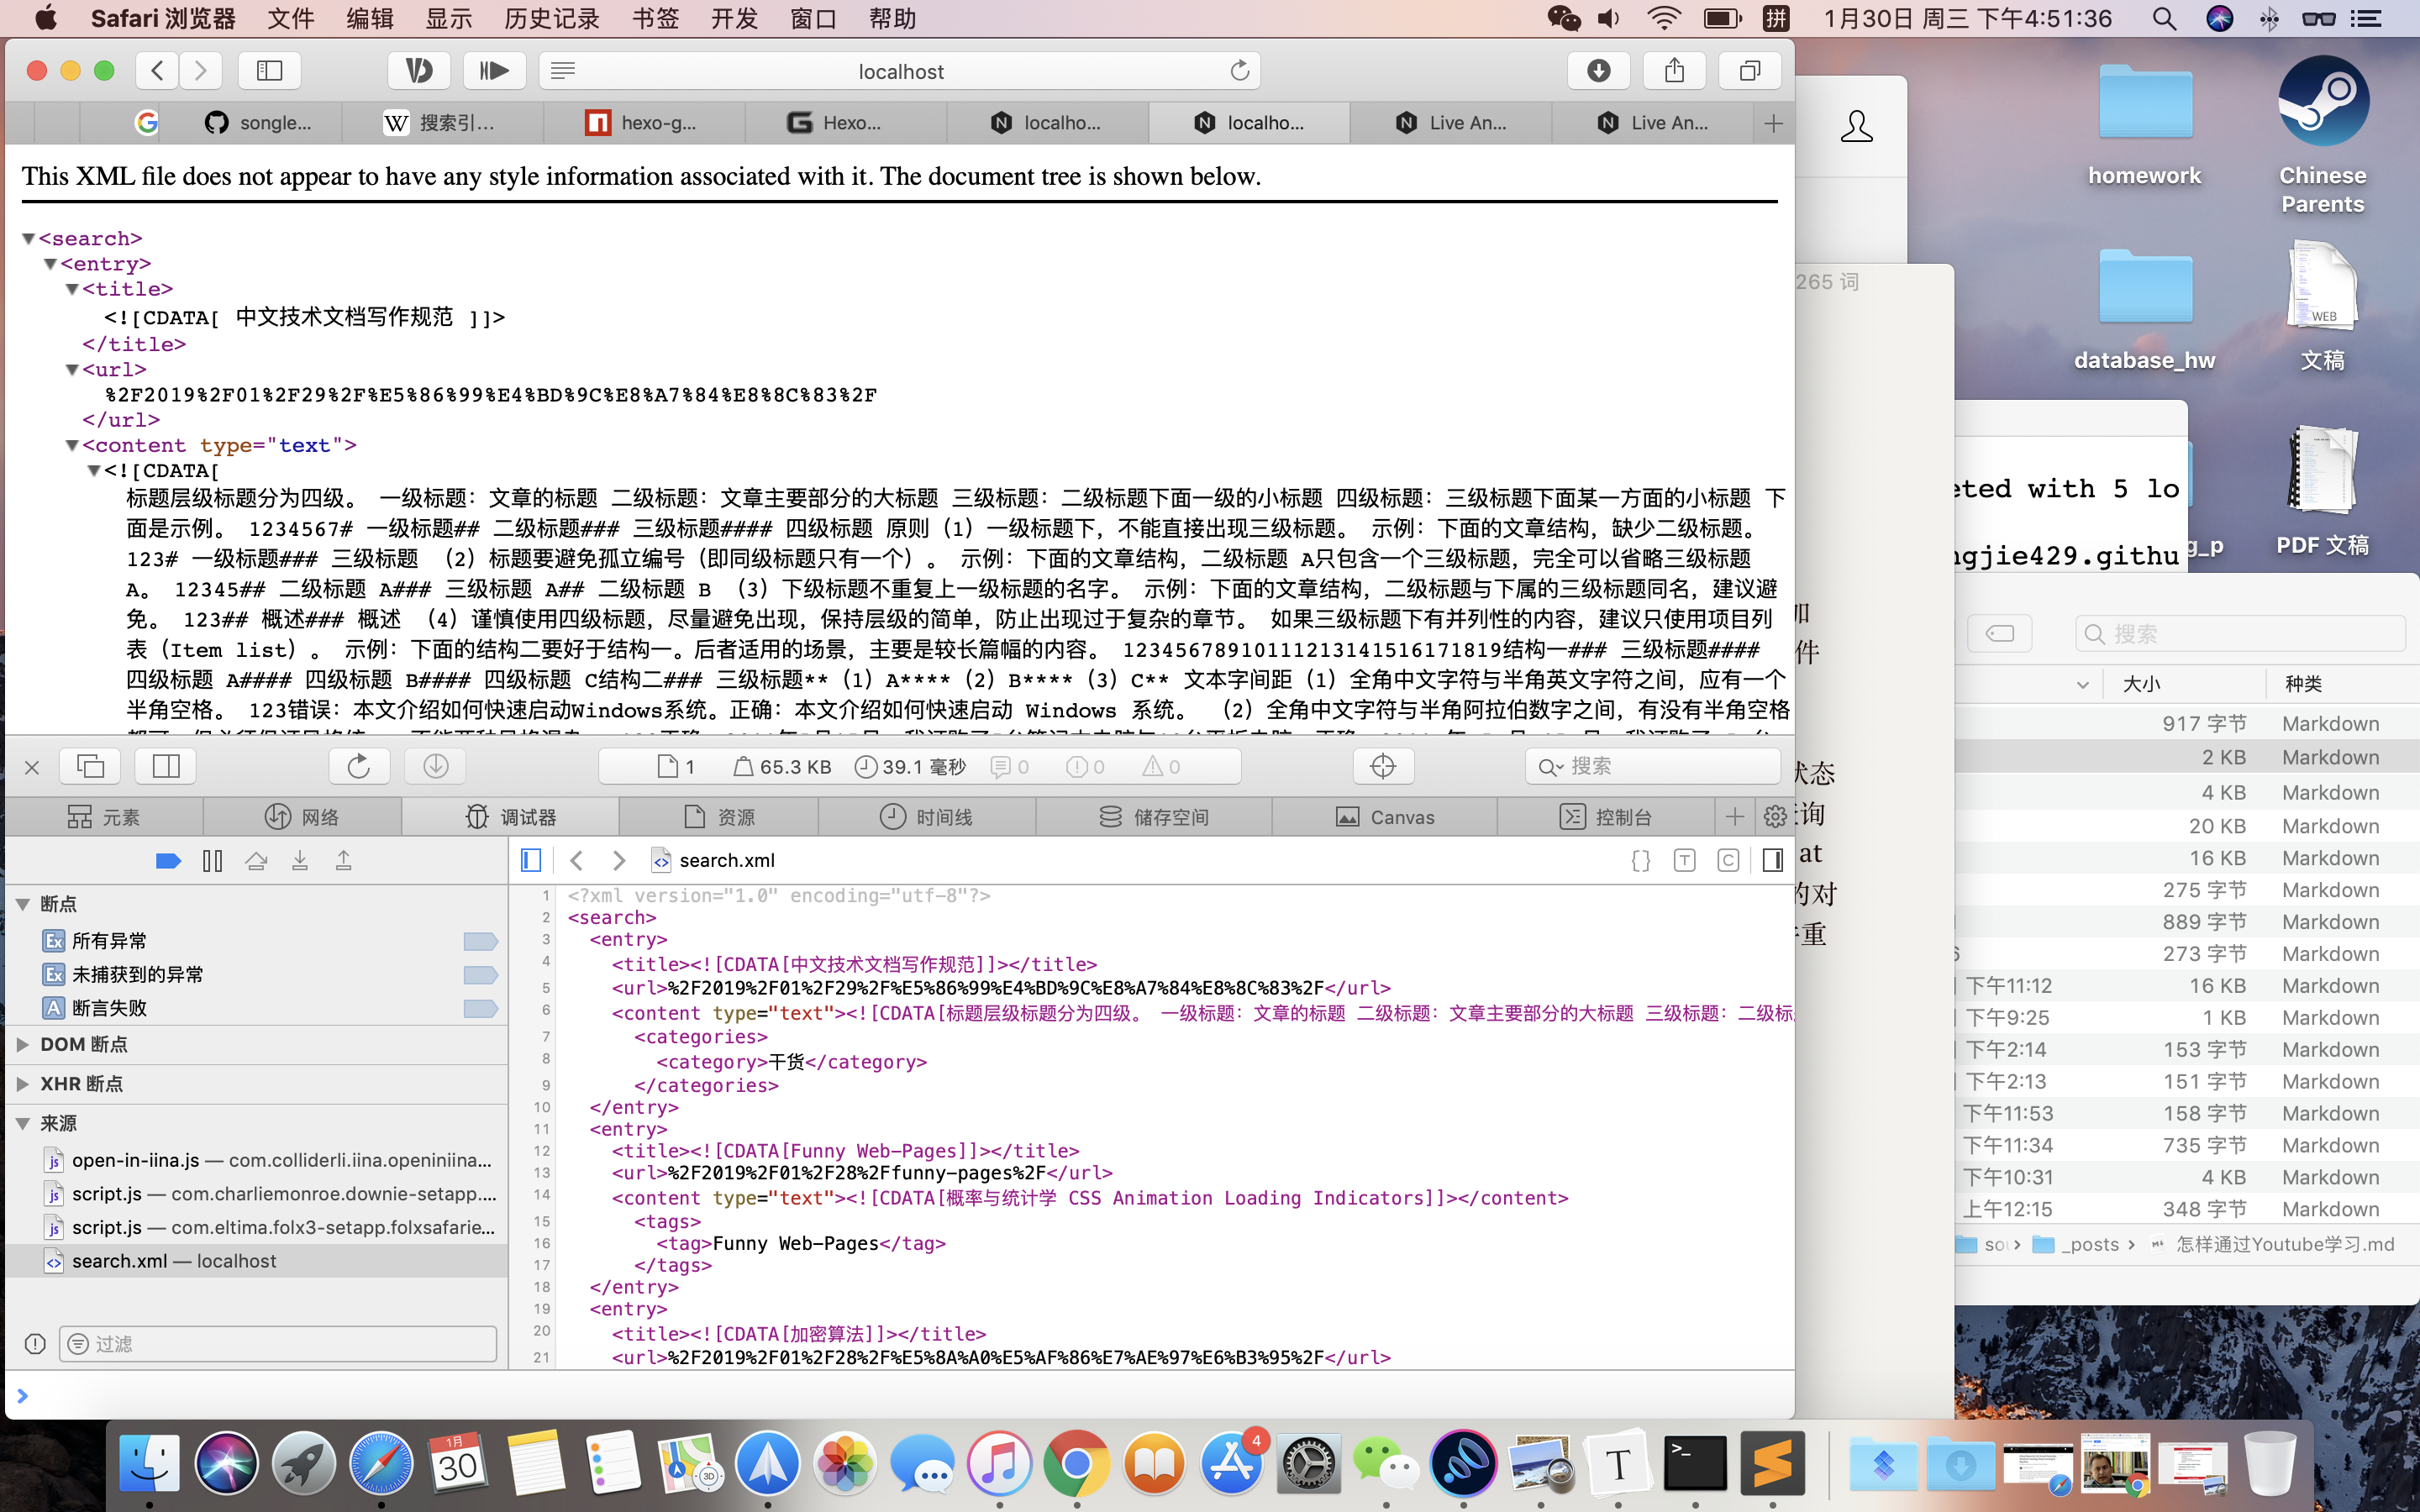 Safari 浏览器 文件 编辑 显示 历史记录 书签 开发 窗口 帮助
拼 1月30日 周三 下午4:51:36
localhost
songle... W 搜索引... hexo-g... Hexo... localho... localho... Live An... Live An...
This XML file does not appear to have any style information associated with it. The document tree is shown below.
▼<search>
▼<entry>
▼<title>
<![CDATA[ 中文技术文档写作规范 ]]>
</title>
▼<url>
%2F2019%2F01%2F29%2F%E5%86%99%E4%BD%9C%E8%A7%84%E8%8C%83%2F
</url>
▼<content type="text">
▼<![CDATA[
标题层级标题分为四级。 一级标题：文章的标题 二级标题：文章主要部分的大标题 三级标题：二级标题下面一级的小标题 四级标题：三级标题下面某一方面的小标题 下
面是示例。 1234567# 一级标题## 二级标题### 三级标题#### 四级标题 原则（1）一级标题下，不能直接出现三级标题。 示例：下面的文章结构，缺少二级标题。
123# 一级标题### 三级标题 （2）标题要避免孤立编号（即同级标题只有一个）。 示例：下面的文章结构，二级标题 A只包含一个三级标题，完全可以省略三级标题
A。 12345## 二级标题 A### 三级标题 A## 二级标题 B （3）下级标题不重复上一级标题的名字。 示例：下面的文章结构，二级标题与下属的三级标题同名，建议避
免。 123## 概述### 概述 （4）谨慎使用四级标题，尽量避免出现，保持层级的简单，防止出现过于复杂的章节。 如果三级标题下有并列性的内容，建议只使用项目列
表（Item list）。 示例：下面的结构二要好于结构一。后者适用的场景，主要是较长篇幅的内容。 12345678910111213141516171819结构一### 三级标题####
四级标题 A#### 四级标题 B#### 四级标题 C结构二### 三级标题**（1）A****（2）B****（3）C** 文本字间距（1）全角中文字符与半角英文字符之间，应有一个
半角空格。 123错误：本文介绍如何快速启动Windows系统。正确：本文介绍如何快速启动 Windows 系统。 （2）全角中文字符与半角阿拉伯数字之间，有没有半角空格
1 65.3 KB 39.1 毫秒 0 0 0 搜索
元素 网络 调试器 资源 时间线 储存空间 Canvas 控制台
search.xml
断点
Ex 所有异常
Ex 未捕获到的异常
A 断言失败
DOM 断点
XHR 断点
来源
open-in-iina.js — com.colliderli.iina.openiniina...
script.js — com.charliemonroe.downie-setapp....
script.js — com.eltima.folx3-setapp.folxsafarie...
search.xml — localhost
过滤
1 <?xml version="1.0" encoding="utf-8"?>
2 <search>
3 <entry>
4 <title><![CDATA[中文技术文档写作规范]]></title>
5 <url>%2F2019%2F01%2F29%2F%E5%86%99%E4%BD%9C%E8%A7%84%E8%8C%83%2F</url>
6 <content type="text"><![CDATA[标题层级标题分为四级。 一级标题：文章的标题 二级标题：文章主要部分的大标题 三级标题：二级标
7 <categories>
8 <category>干货</category>
9 </categories>
10 </entry>
11 <entry>
12 <title><![CDATA[Funny Web-Pages]]></title>
13 <url>%2F2019%2F01%2F28%2Ffunny-pages%2F</url>
14 <content type="text"><![CDATA[概率与统计学 CSS Animation Loading Indicators]]></content>
15 <tags>
16 <tag>Funny Web-Pages</tag>
17 </tags>
18 </entry>
19 <entry>
20 <title><![CDATA[加密算法]]></title>
21 <url>%2F2019%2F01%2F28%2F%E5%8A%A0%E5%AF%86%E7%AE%97%E6%B3%95%2F</url>
265 词
加
件
状态
询
at
的对
重
eted with 5 lo
ngjie429.githu
homework
Chinese Parents
database_hw
WEB
文稿
g_p
PDF 文稿
搜索
大小 种类
917 字节 Markdown
2 KB Markdown
4 KB Markdown
20 KB Markdown
16 KB Markdown
275 字节 Markdown
889 字节 Markdown
273 字节 Markdown
下午11:12 16 KB Markdown
下午9:25 1 KB Markdown
下午2:14 153 字节 Markdown
下午2:13 151 字节 Markdown
下午11:53 158 字节 Markdown
下午11:34 735 字节 Markdown
下午10:31 4 KB Markdown
上午12:15 348 字节 Markdown
so › _posts › 怎样通过Youtube学习.md
1月
30
3D
4
T